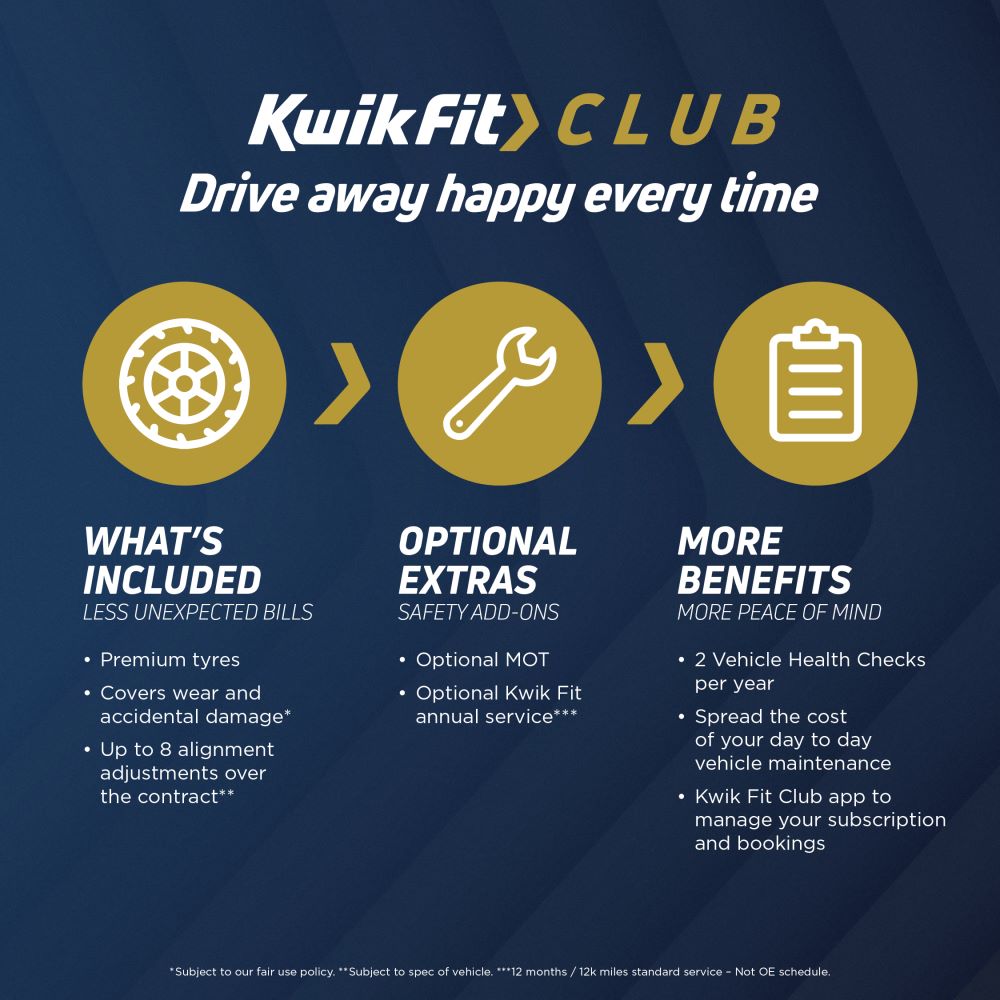 KwikFit CLUB
Drive away happy every time
WHAT'S
INCLUDED
LESS UNEXPECTED BILLS
• Premium tyres
• Covers wear and
accidental damage*
• Up to 8 alignment
adjustments over
the contract**
OPTIONAL
EXTRAS
SAFETY ADD-ONS
• Optional MOT
• Optional Kwik Fit
annual service***
MORE
BENEFITS
MORE PEACE OF MIND
• 2 Vehicle Health Checks
per year
• Spread the cost
of your day to day
vehicle maintenance
• Kwik Fit Club app to
manage your subscription
and bookings
*Subject to our fair use policy. **Subject to spec of vehicle. ***12 months / 12k miles standard service – Not OE schedule.